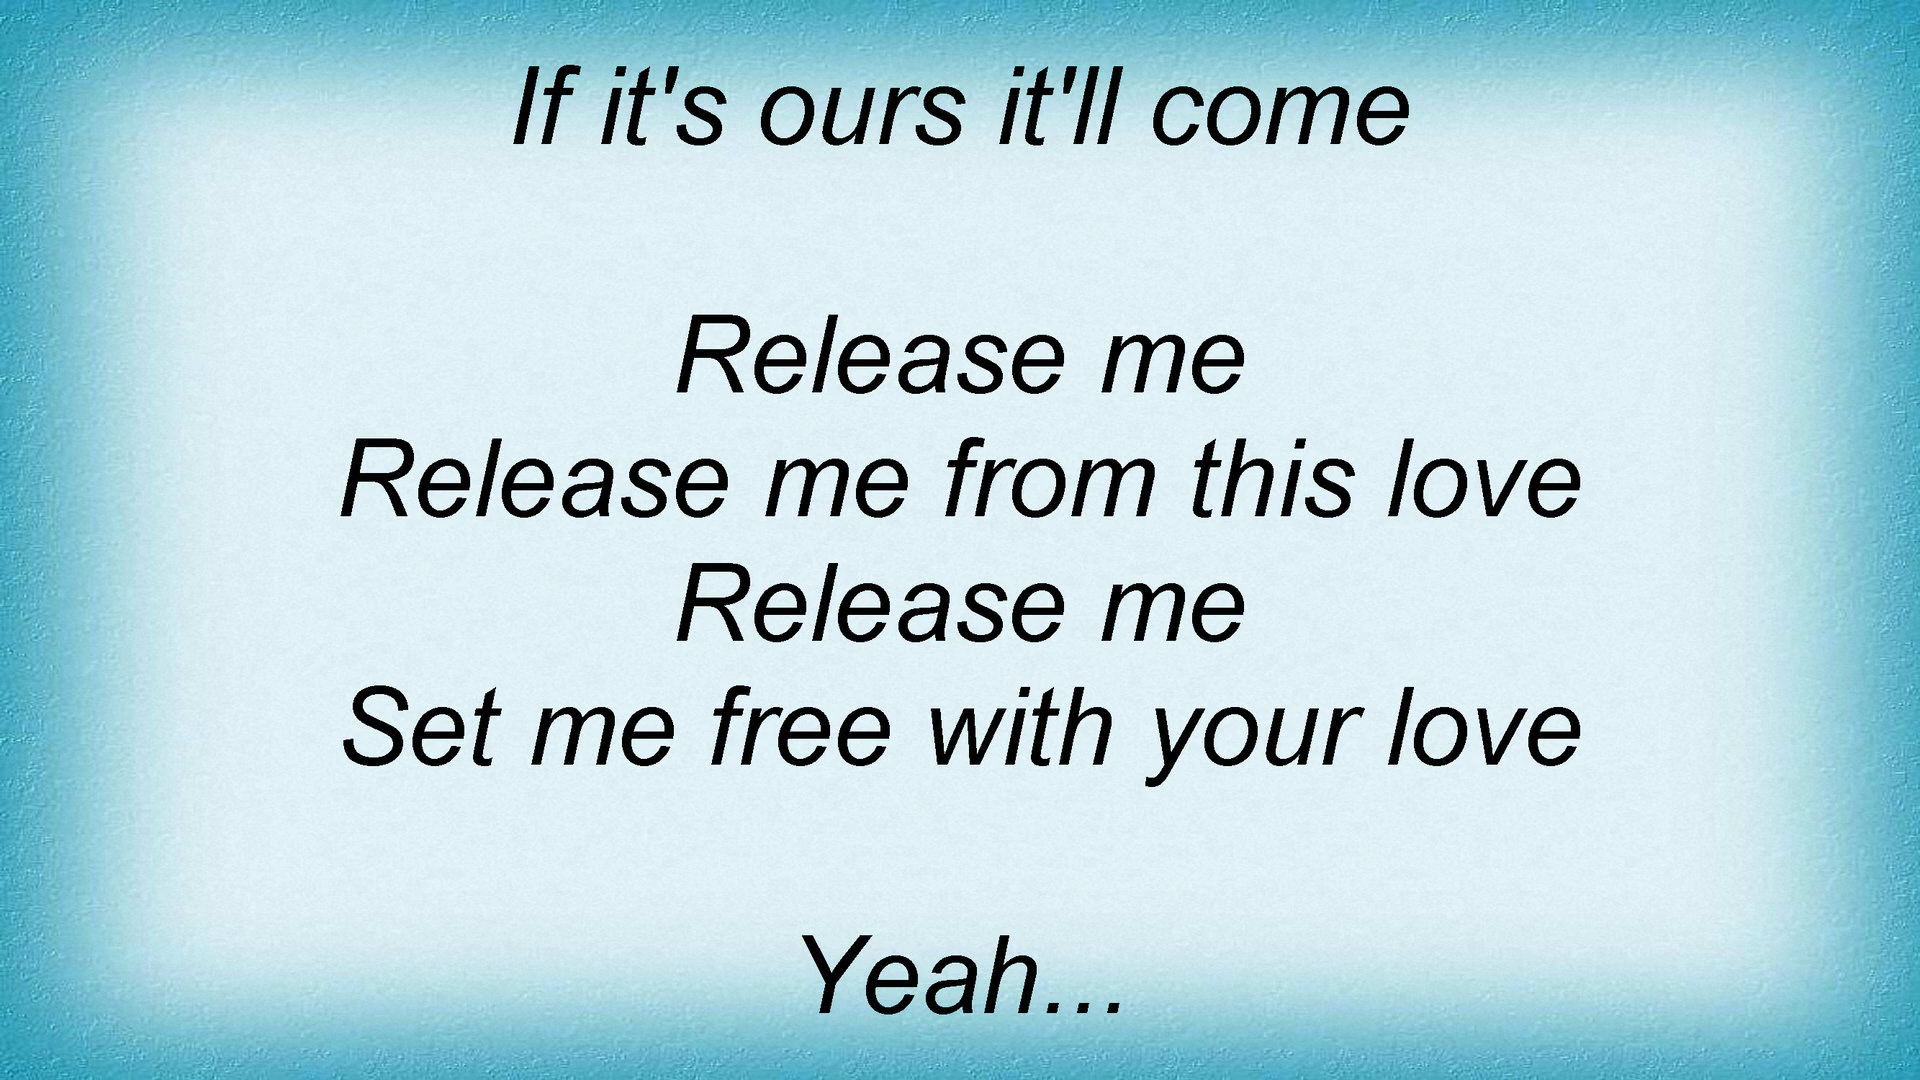 If it's ours it'll come
Release me
Release me from this love
Release me
Set me free with your love
Yeah...